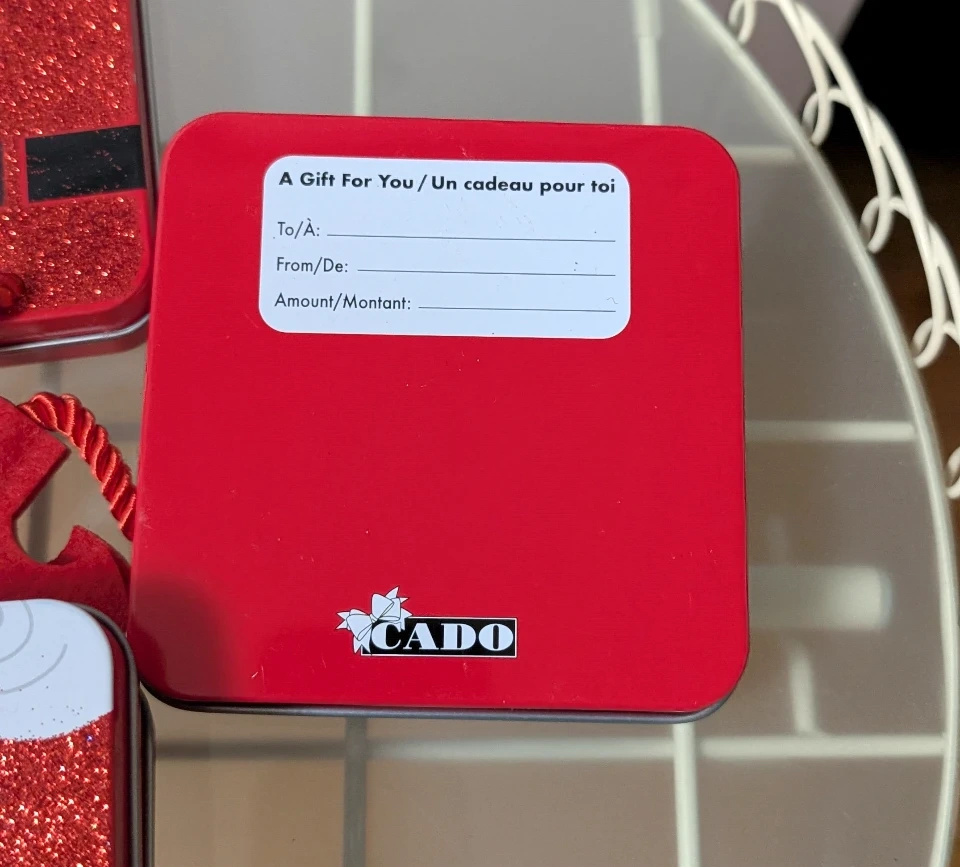 A Gift For You / Un cadeau pour toi
To/À:
From/De:
Amount/Montant:
CADO